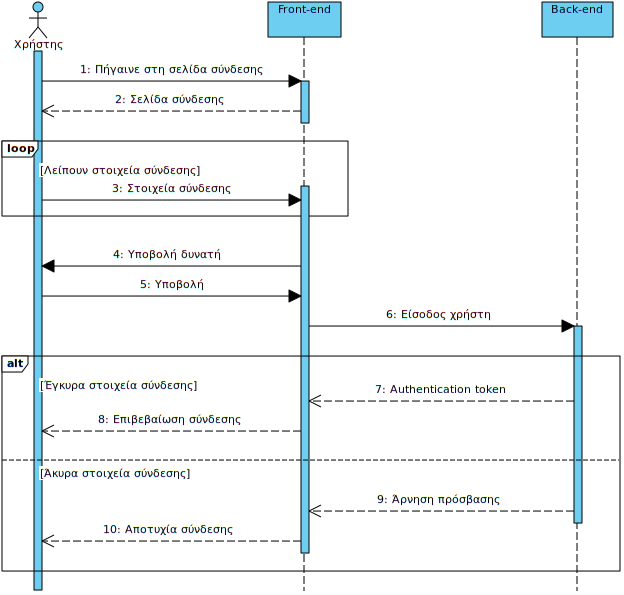 Front-end
Back-end
Χρήστης
1: Πήγαινε στη σελίδα σύνδεσης
2: Σελίδα σύνδεσης
loop
[Λείπουν στοιχεία σύνδεσης]
3: Στοιχεία σύνδεσης
4: Υποβολή δυνατή
5: Υποβολή
6: Είσοδος χρήστη
alt
[Έγκυρα στοιχεία σύνδεσης]
7: Authentication token
8: Επιβεβαίωση σύνδεσης
[Άκυρα στοιχεία σύνδεσης]
9: Άρνηση πρόσβασης
10: Αποτυχία σύνδεσης